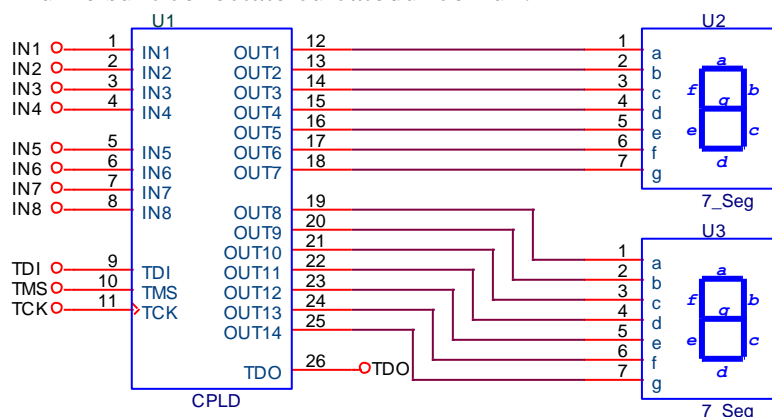 U1
U2
IN1 1 IN1 OUT1 12 1 a
IN2 2 IN2 OUT2 13 2 b
IN3 3 IN3 OUT3 14 3 c
IN4 4 IN4 OUT4 15 4 d
OUT5 16 5 e
IN5 5 IN5 OUT6 17 6 f
IN6 6 IN6 OUT7 18 7 g
IN7 7 IN7
IN8 8 IN8 OUT8 19
a
f b
g
e c
d
7_Seg
U3
OUT9 20
OUT10 21
TDI 9 TDI OUT11 22 1 a
TMS 10 TMS OUT12 23 2 b
TCK 11 TCK OUT13 24 3 c
OUT14 25 4 d
5 e
6 f
7 g
a
f b
g
e c
d
TDO 26 TDO
CPLD
7_Seg